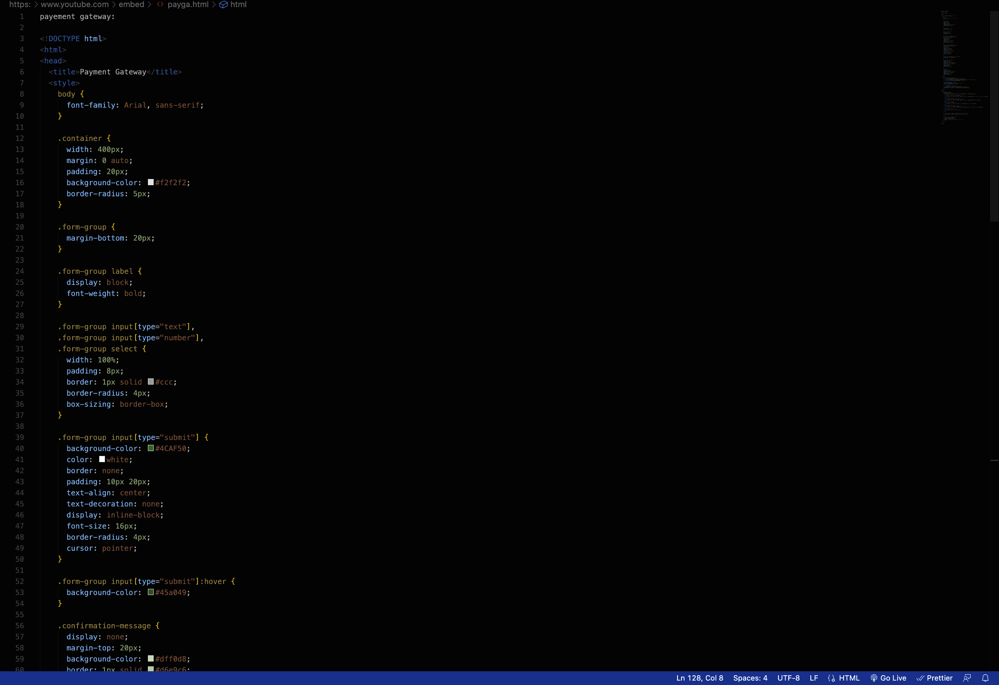 https: > www.youtube.com > embed > <> payga.html > html
1 payement gateway:
2
3 <!DOCTYPE html>
4 <html>
5 <head>
6 <title>Payment Gateway</title>
7 <style>
8 body {
9 font-family: Arial, sans-serif;
10 }
11
12 .container {
13 width: 400px;
14 margin: 0 auto;
15 padding: 20px;
16 background-color: #f2f2f2;
17 border-radius: 5px;
18 }
19
20 .form-group {
21 margin-bottom: 20px;
22 }
23
24 .form-group label {
25 display: block;
26 font-weight: bold;
27 }
28
29 .form-group input[type="text"],
30 .form-group input[type="number"],
31 .form-group select {
32 width: 100%;
33 padding: 8px;
34 border: 1px solid #ccc;
35 border-radius: 4px;
36 box-sizing: border-box;
37 }
38
39 .form-group input[type="submit"] {
40 background-color: #4CAF50;
41 color: white;
42 border: none;
43 padding: 10px 20px;
44 text-align: center;
45 text-decoration: none;
46 display: inline-block;
47 font-size: 16px;
48 border-radius: 4px;
49 cursor: pointer;
50 }
51
52 .form-group input[type="submit"]:hover {
53 background-color: #45a049;
54 }
55
56 .confirmation-message {
57 display: none;
58 margin-top: 20px;
59 background-color: #dff0d8;
60 border: 1px solid #d6e9c6;
Ln 128, Col 8 Spaces: 4 UTF-8 LF HTML Go Live Prettier